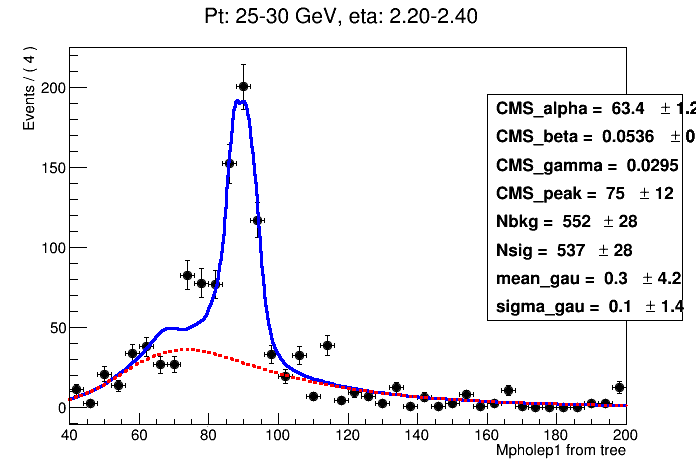 Pt: 25-30 GeV, eta: 2.20-2.40
Events / ( 4 )
200
150
100
50
0
CMS_alpha = 63.4 ± 1.2
CMS_beta = 0.0536 ± 0
CMS_gamma = 0.0295
CMS_peak = 75 ± 12
Nbkg = 552 ± 28
Nsig = 537 ± 28
mean_gau = 0.3 ± 4.2
sigma_gau = 0.1 ± 1.4
40 60 80 100 120 140 160 180 200
Mpholep1 from tree